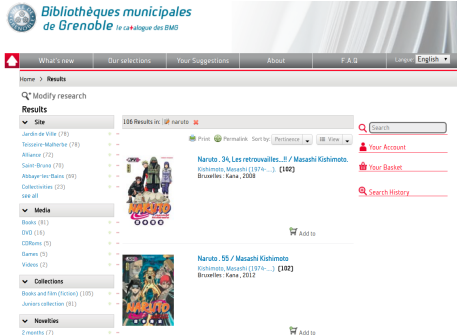 Bibliothèques municipales
de Grenoble le catalogue des BMG
What's new Our selections Your Suggestions About F.A.Q Langue English
Home > Results
Modify research
Results
Site
Jardin de Ville (78)
Teisseire-Malherbe (78)
Alliance (72)
Saint-Bruno (70)
Abbaye-les-Bains (69)
Collectivities (23)
see all
Media
Books (81)
DVD (16)
CDRoms (5)
Games (5)
Videos (2)
Collections
Books and film (fiction) (105)
Juniors collection (81)
Novelties
2 months (7)
106 Results in: naruto
Print Permalink Sort by: Pertinence View
Naruto . 34, Les retrouvailles...!! / Masashi Kishimoto.
Kishimoto, Masashi (1974-....) [102]
Bruxelles : Kana , 2008
NARUTO
Add to
Naruto . 55 / Masashi Kishimoto
Kishimoto, Masashi (1974-....) [102]
Bruxelles : Kana , 2012
NARUTO
Add to
Search
Your Account
Your Basket
Search History